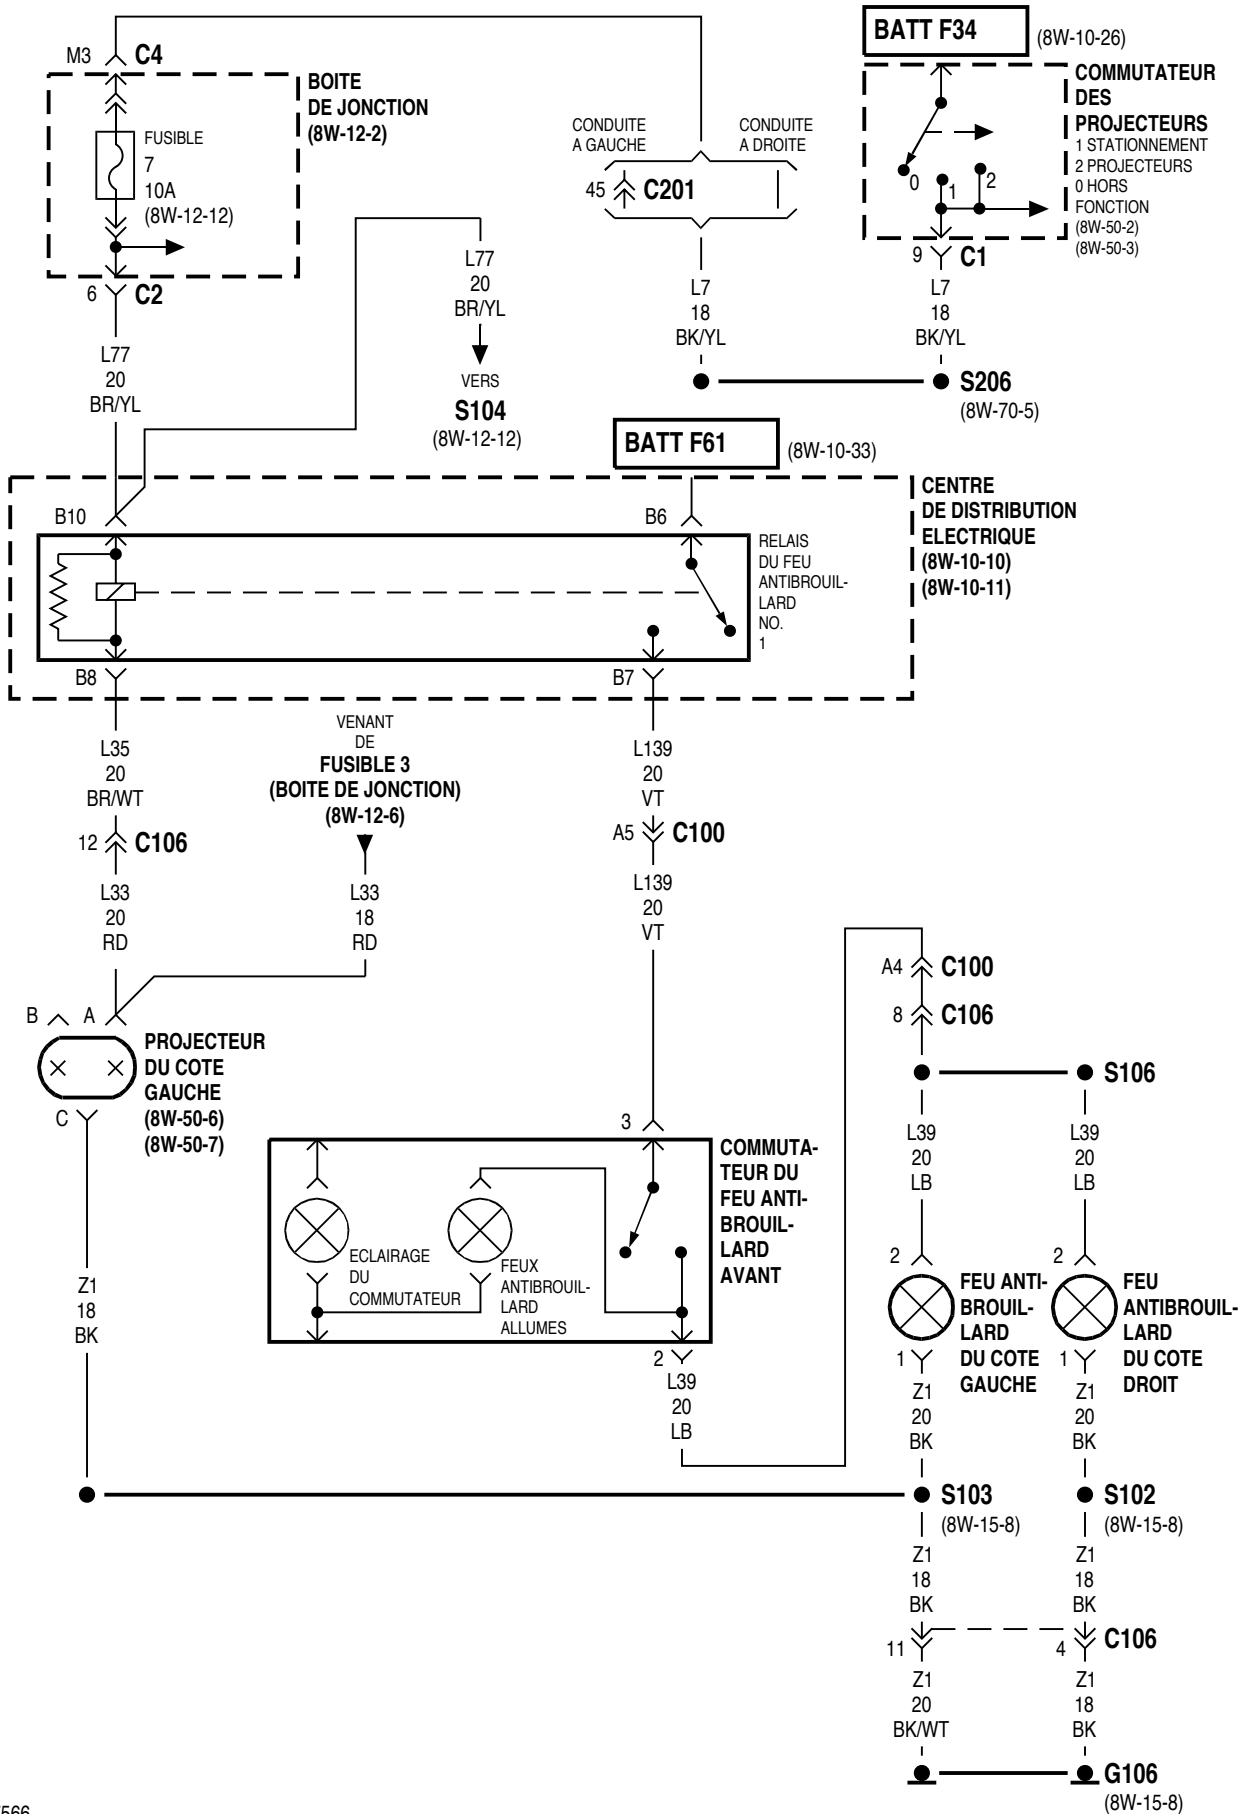 BATT F34
(8W-10-26)
M3
C4
BOITE
DE JONCTION
(8W-12-2)
FUSIBLE
7
10A
(8W-12-12)
6
C2
L77
20
BR/YL
L77
20
BR/YL
VERS
S104
(8W-12-12)
CONDUITE
A GAUCHE
CONDUITE
A DROITE
45
C201
L7
18
BK/YL
COMMUTATEUR
DES
PROJECTEURS
1 STATIONNEMENT
2 PROJECTEURS
0 HORS
FONCTION
(8W-50-2)
(8W-50-3)
0
1
2
9
C1
L7
18
BK/YL
S206
(8W-70-5)
BATT F61
(8W-10-33)
CENTRE
DE DISTRIBUTION
ELECTRIQUE
(8W-10-10)
(8W-10-11)
B10
B6
RELAIS
DU FEU
ANTIBROUIL-
LARD
NO.
1
B8
B7
L35
20
BR/WT
12
C106
L33
20
RD
VENANT
DE
FUSIBLE 3
(BOITE DE JONCTION)
(8W-12-6)
L33
18
RD
L139
20
VT
A5
C100
L139
20
VT
A4
C100
8
C106
S106
B
A
PROJECTEUR
DU COTE
GAUCHE
(8W-50-6)
(8W-50-7)
C
3
COMMUTA-
TEUR DU
FEU ANTI-
BROUIL-
LARD
AVANT
ECLAIRAGE
DU
COMMUTATEUR
FEUX
ANTIBROUIL-
LARD
ALLUMES
2
L39
20
LB
L39
20
LB
L39
20
LB
2
FEU ANTI-
BROUIL-
LARD
DU COTE
GAUCHE
1
2
FEU
ANTIBROUIL-
LARD
DU COTE
DROIT
1
Z1
18
BK
Z1
20
BK
Z1
20
BK
S103
(8W-15-8)
S102
(8W-15-8)
Z1
18
BK
Z1
18
BK
11
4
C106
Z1
20
BK/WT
Z1
18
BK
G106
(8W-15-8)